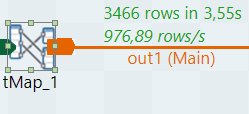 3466 rows in 3,55s
976,89 rows/s
out1 (Main)
tMap_1